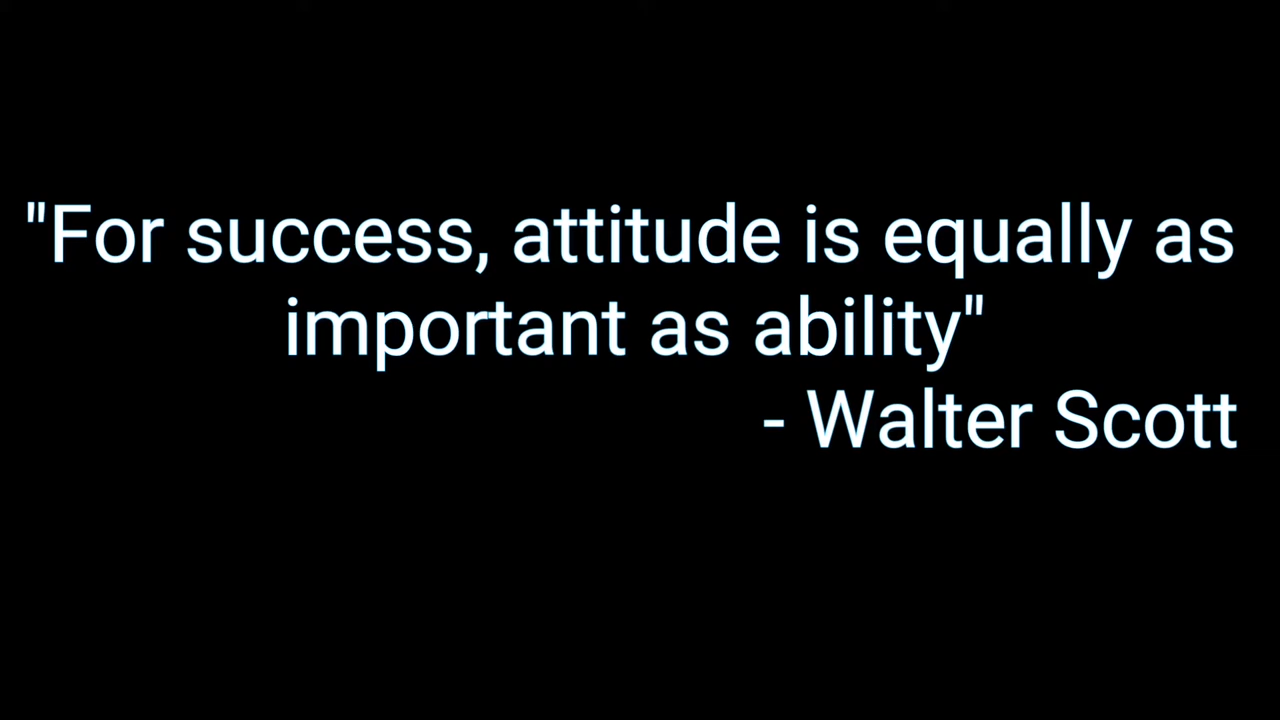 "For success, attitude is equally as
important as ability"
- Walter Scott